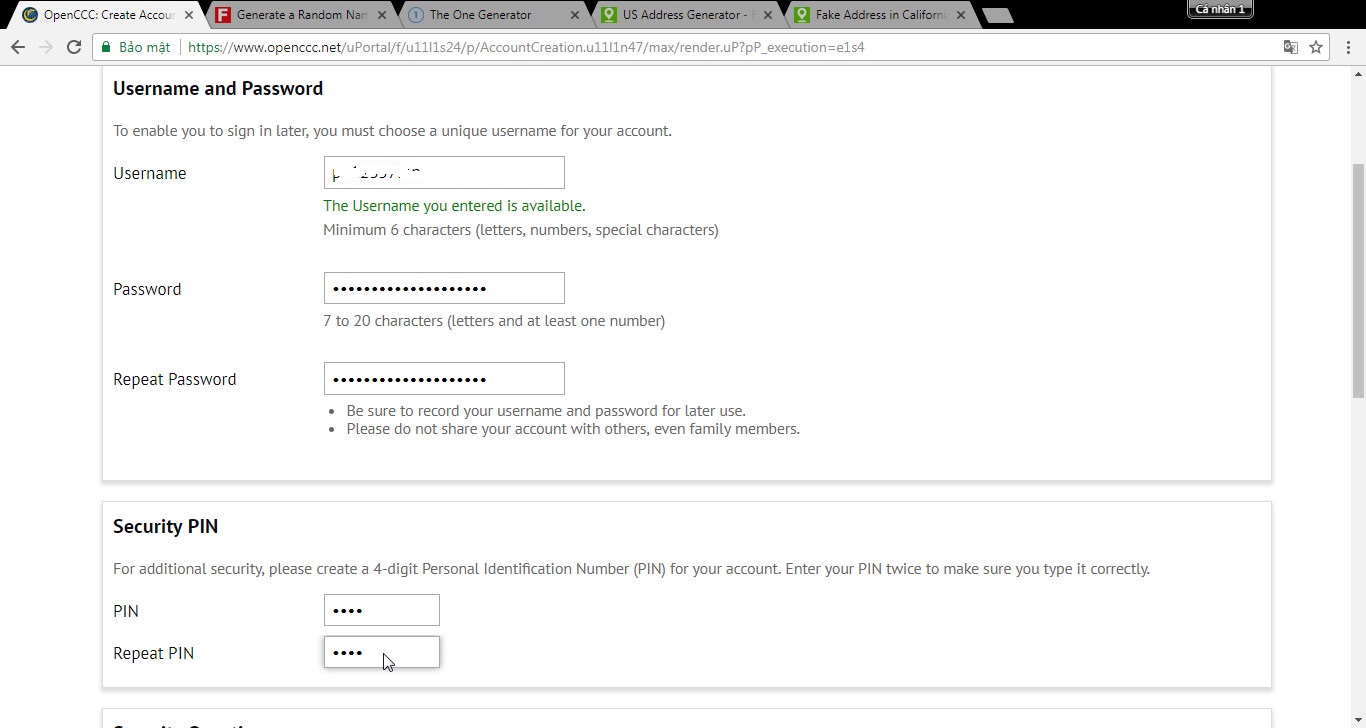 OpenCCC: Create Accour
Generate a Random Nam
The One Generator
US Address Generator -
Fake Address in Californi
Cá nhân 1
Bảo mật
https://www.openccc.net/uPortal/f/u11l1s24/p/AccountCreation.u11l1n47/max/render.uP?pP_execution=e1s4
Username and Password
To enable you to sign in later, you must choose a unique username for your account.
Username
The Username you entered is available.
Minimum 6 characters (letters, numbers, special characters)
Password
7 to 20 characters (letters and at least one number)
Repeat Password
• Be sure to record your username and password for later use.
• Please do not share your account with others, even family members.
Security PIN
For additional security, please create a 4-digit Personal Identification Number (PIN) for your account. Enter your PIN twice to make sure you type it correctly.
PIN
Repeat PIN